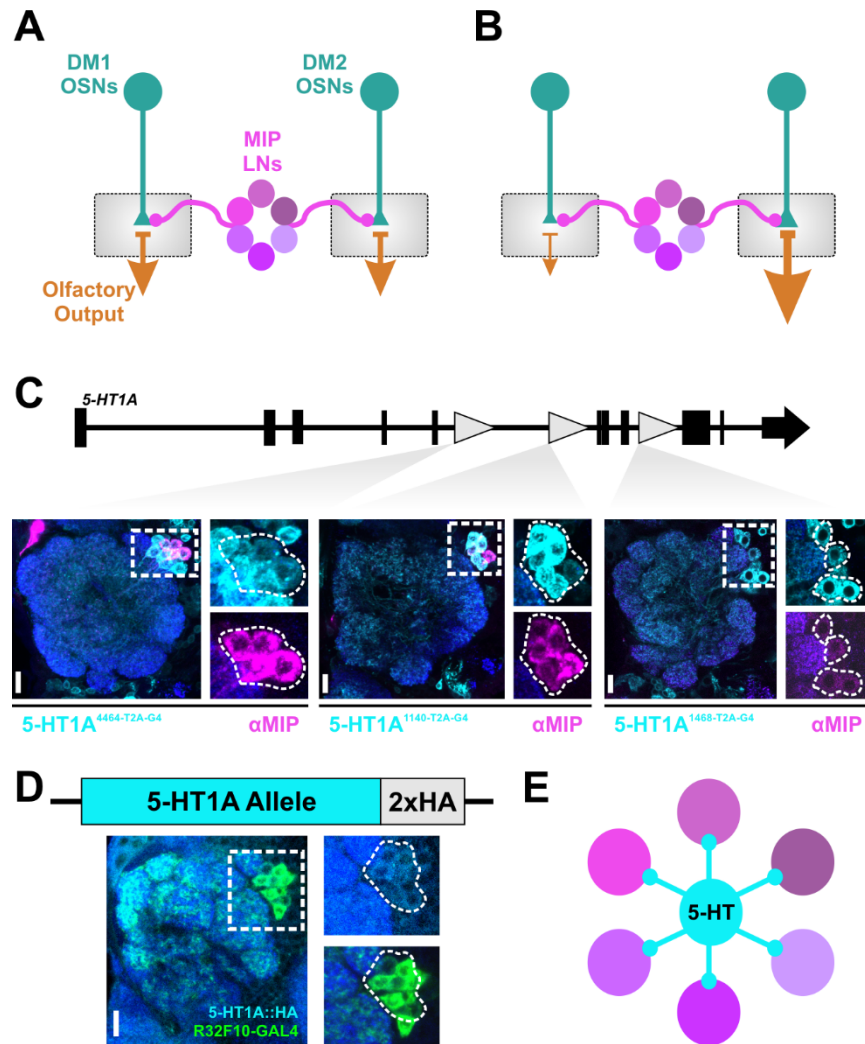 A
B
DM1
OSNs
DM2
OSNs
MIP
LNs
Olfactory
Output
C
5-HT1A
5-HT1A4464-T2A-G4 αMIP
5-HT1A1140-T2A-G4 αMIP
5-HT1A1468-T2A-G4 αMIP
D
5-HT1A Allele 2xHA
5-HT1A::HA
R32F10-GAL4
E
5-HT